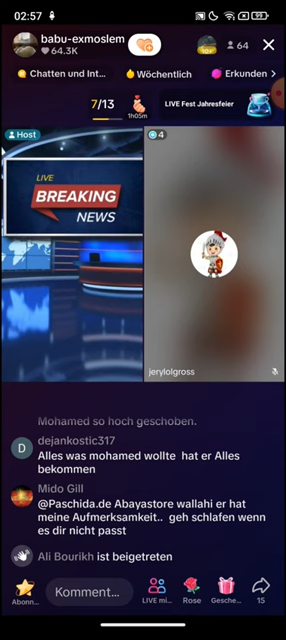 02:57
99
babu-exmoslem
64.3K
10+
64
Chatten und Int...
Wöchentlich
Erkunden
7/13
1h05m
LIVE Fest Jahresfeier
Host
4
LIVE
BREAKING
NEWS
jerylolgross
Mohamed so hoch geschoben.
D
dejankostic317
Alles was mohamed wollte hat er Alles
bekommen
Mido Gill
@Paschida.de Abayastore wallahi er hat
meine Aufmerksamkeit.. geh schlafen wenn
es dir nicht passt
Ali Bourikh ist beigetreten
Abonn...
Komment...
LIVE mi...
Rose
Gesche...
15